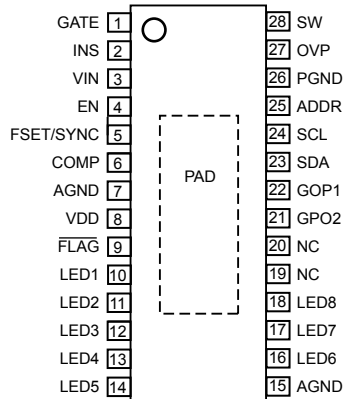 GATE 1
INS 2
VIN 3
EN 4
FSET/SYNC 5
COMP 6
AGND 7
VDD 8
FLAG 9
LED1 10
LED2 11
LED3 12
LED4 13
LED5 14
PAD
28 SW
27 OVP
26 PGND
25 ADDR
24 SCL
23 SDA
22 GOP1
21 GPO2
20 NC
19 NC
18 LED8
17 LED7
16 LED6
15 AGND